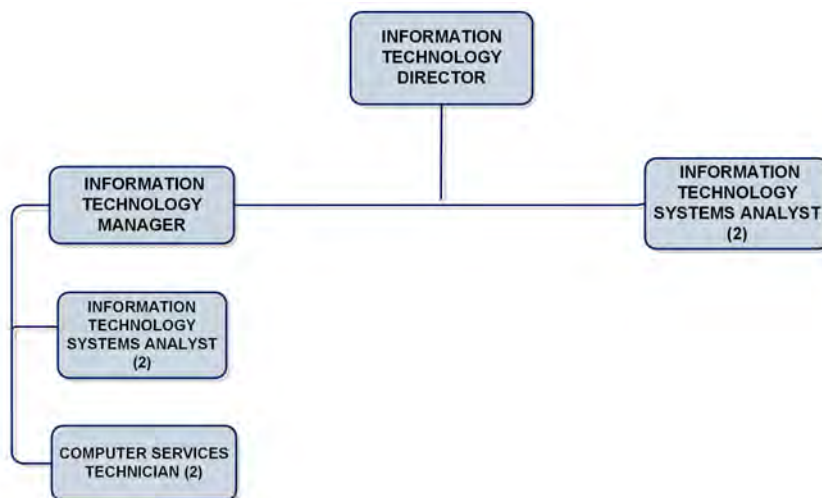 INFORMATION
TECHNOLOGY
DIRECTOR
INFORMATION
TECHNOLOGY
MANAGER
INFORMATION
TECHNOLOGY
SYSTEMS ANALYST
(2)
INFORMATION
TECHNOLOGY
SYSTEMS ANALYST
(2)
COMPUTER SERVICES
TECHNICIAN (2)